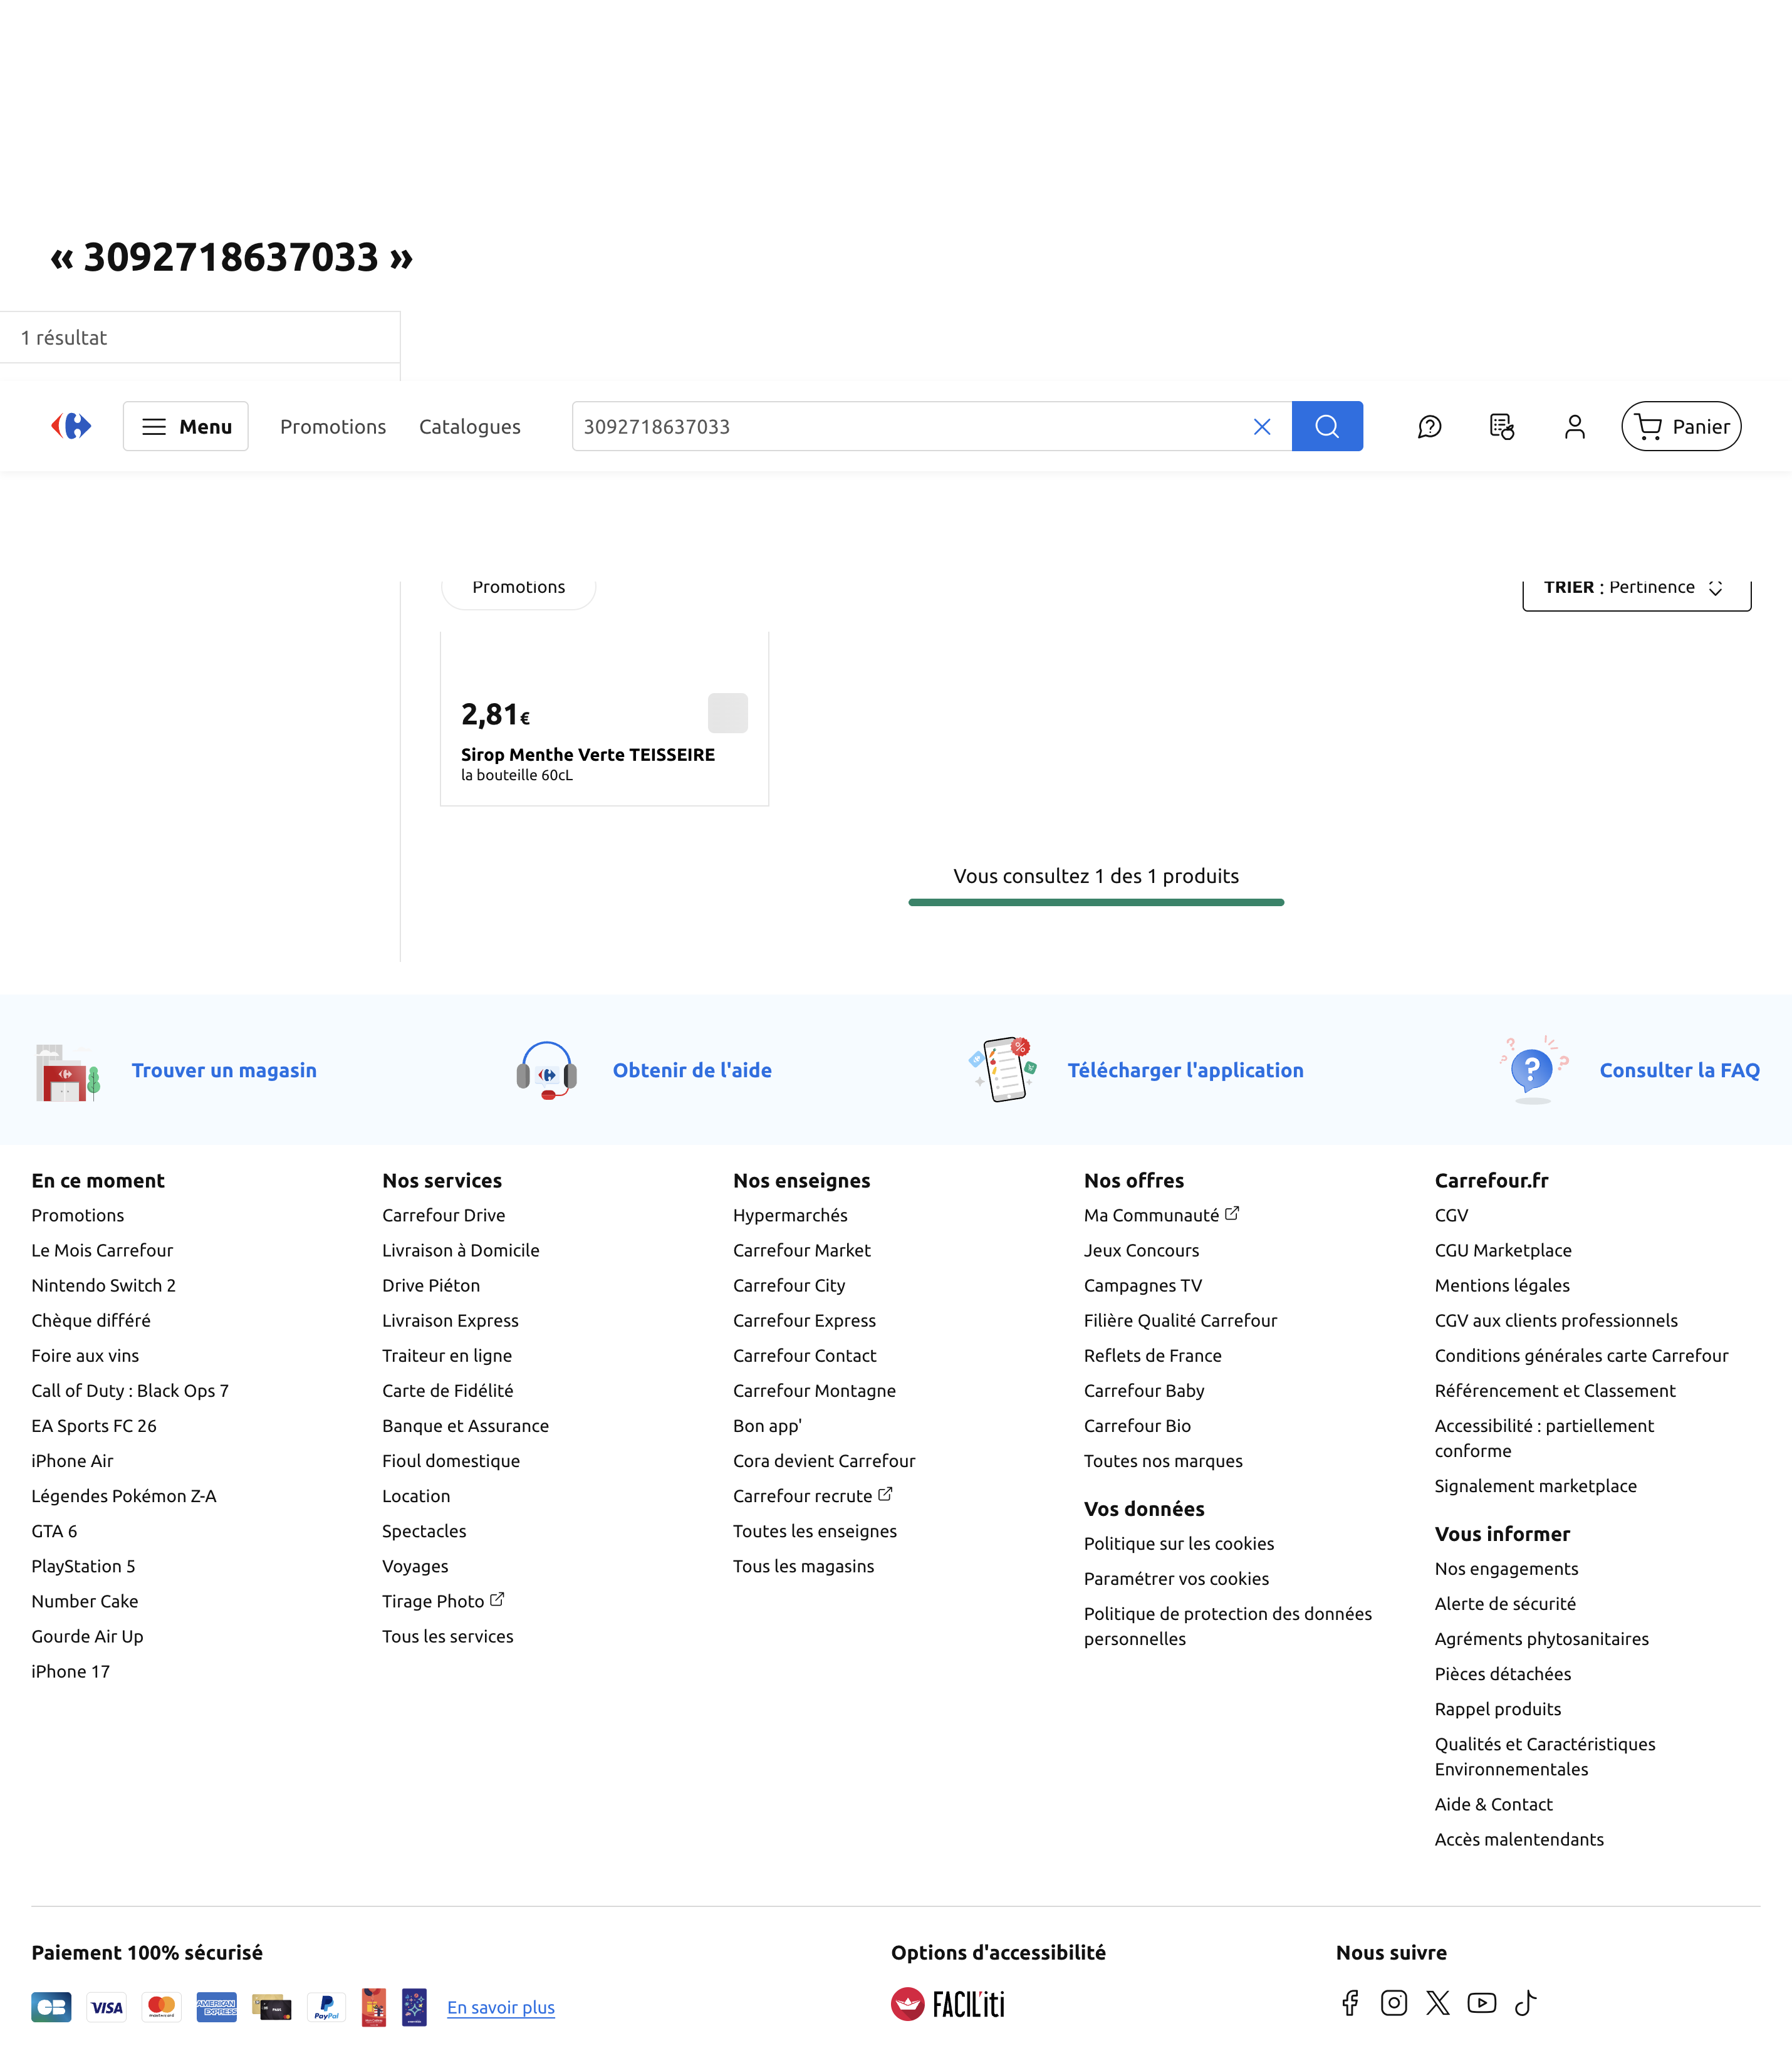 « 3092718637033 »
1 résultat
Menu
Promotions
Catalogues
3092718637033
Panier
Promotions
TRIER : Pertinence
2,81€
Sirop Menthe Verte TEISSEIRE
la bouteille 60cL
Vous consultez 1 des 1 produits
Trouver un magasin
Obtenir de l'aide
Télécharger l'application
Consulter la FAQ
En ce moment
Promotions
Le Mois Carrefour
Nintendo Switch 2
Chèque différé
Foire aux vins
Call of Duty : Black Ops 7
EA Sports FC 26
iPhone Air
Légendes Pokémon Z-A
GTA 6
PlayStation 5
Number Cake
Gourde Air Up
iPhone 17
Nos services
Carrefour Drive
Livraison à Domicile
Drive Piéton
Livraison Express
Traiteur en ligne
Carte de Fidélité
Banque et Assurance
Fioul domestique
Location
Spectacles
Voyages
Tirage Photo
Tous les services
Nos enseignes
Hypermarchés
Carrefour Market
Carrefour City
Carrefour Express
Carrefour Contact
Carrefour Montagne
Bon app'
Cora devient Carrefour
Carrefour recrute
Toutes les enseignes
Tous les magasins
Nos offres
Ma Communauté
Jeux Concours
Campagnes TV
Filière Qualité Carrefour
Reflets de France
Carrefour Baby
Carrefour Bio
Toutes nos marques
Vos données
Politique sur les cookies
Paramétrer vos cookies
Politique de protection des données
personnelles
Carrefour.fr
CGV
CGU Marketplace
Mentions légales
CGV aux clients professionnels
Conditions générales carte Carrefour
Référencement et Classement
Accessibilité : partiellement
conforme
Signalement marketplace
Vous informer
Nos engagements
Alerte de sécurité
Agréments phytosanitaires
Pièces détachées
Rappel produits
Qualités et Caractéristiques
Environnementales
Aide & Contact
Accès malentendants
Paiement 100% sécurisé
CB
VISA
mastercard
AMERICAN
EXPRESS
PayPal
En savoir plus
Options d'accessibilité
FACIL'iti
Nous suivre